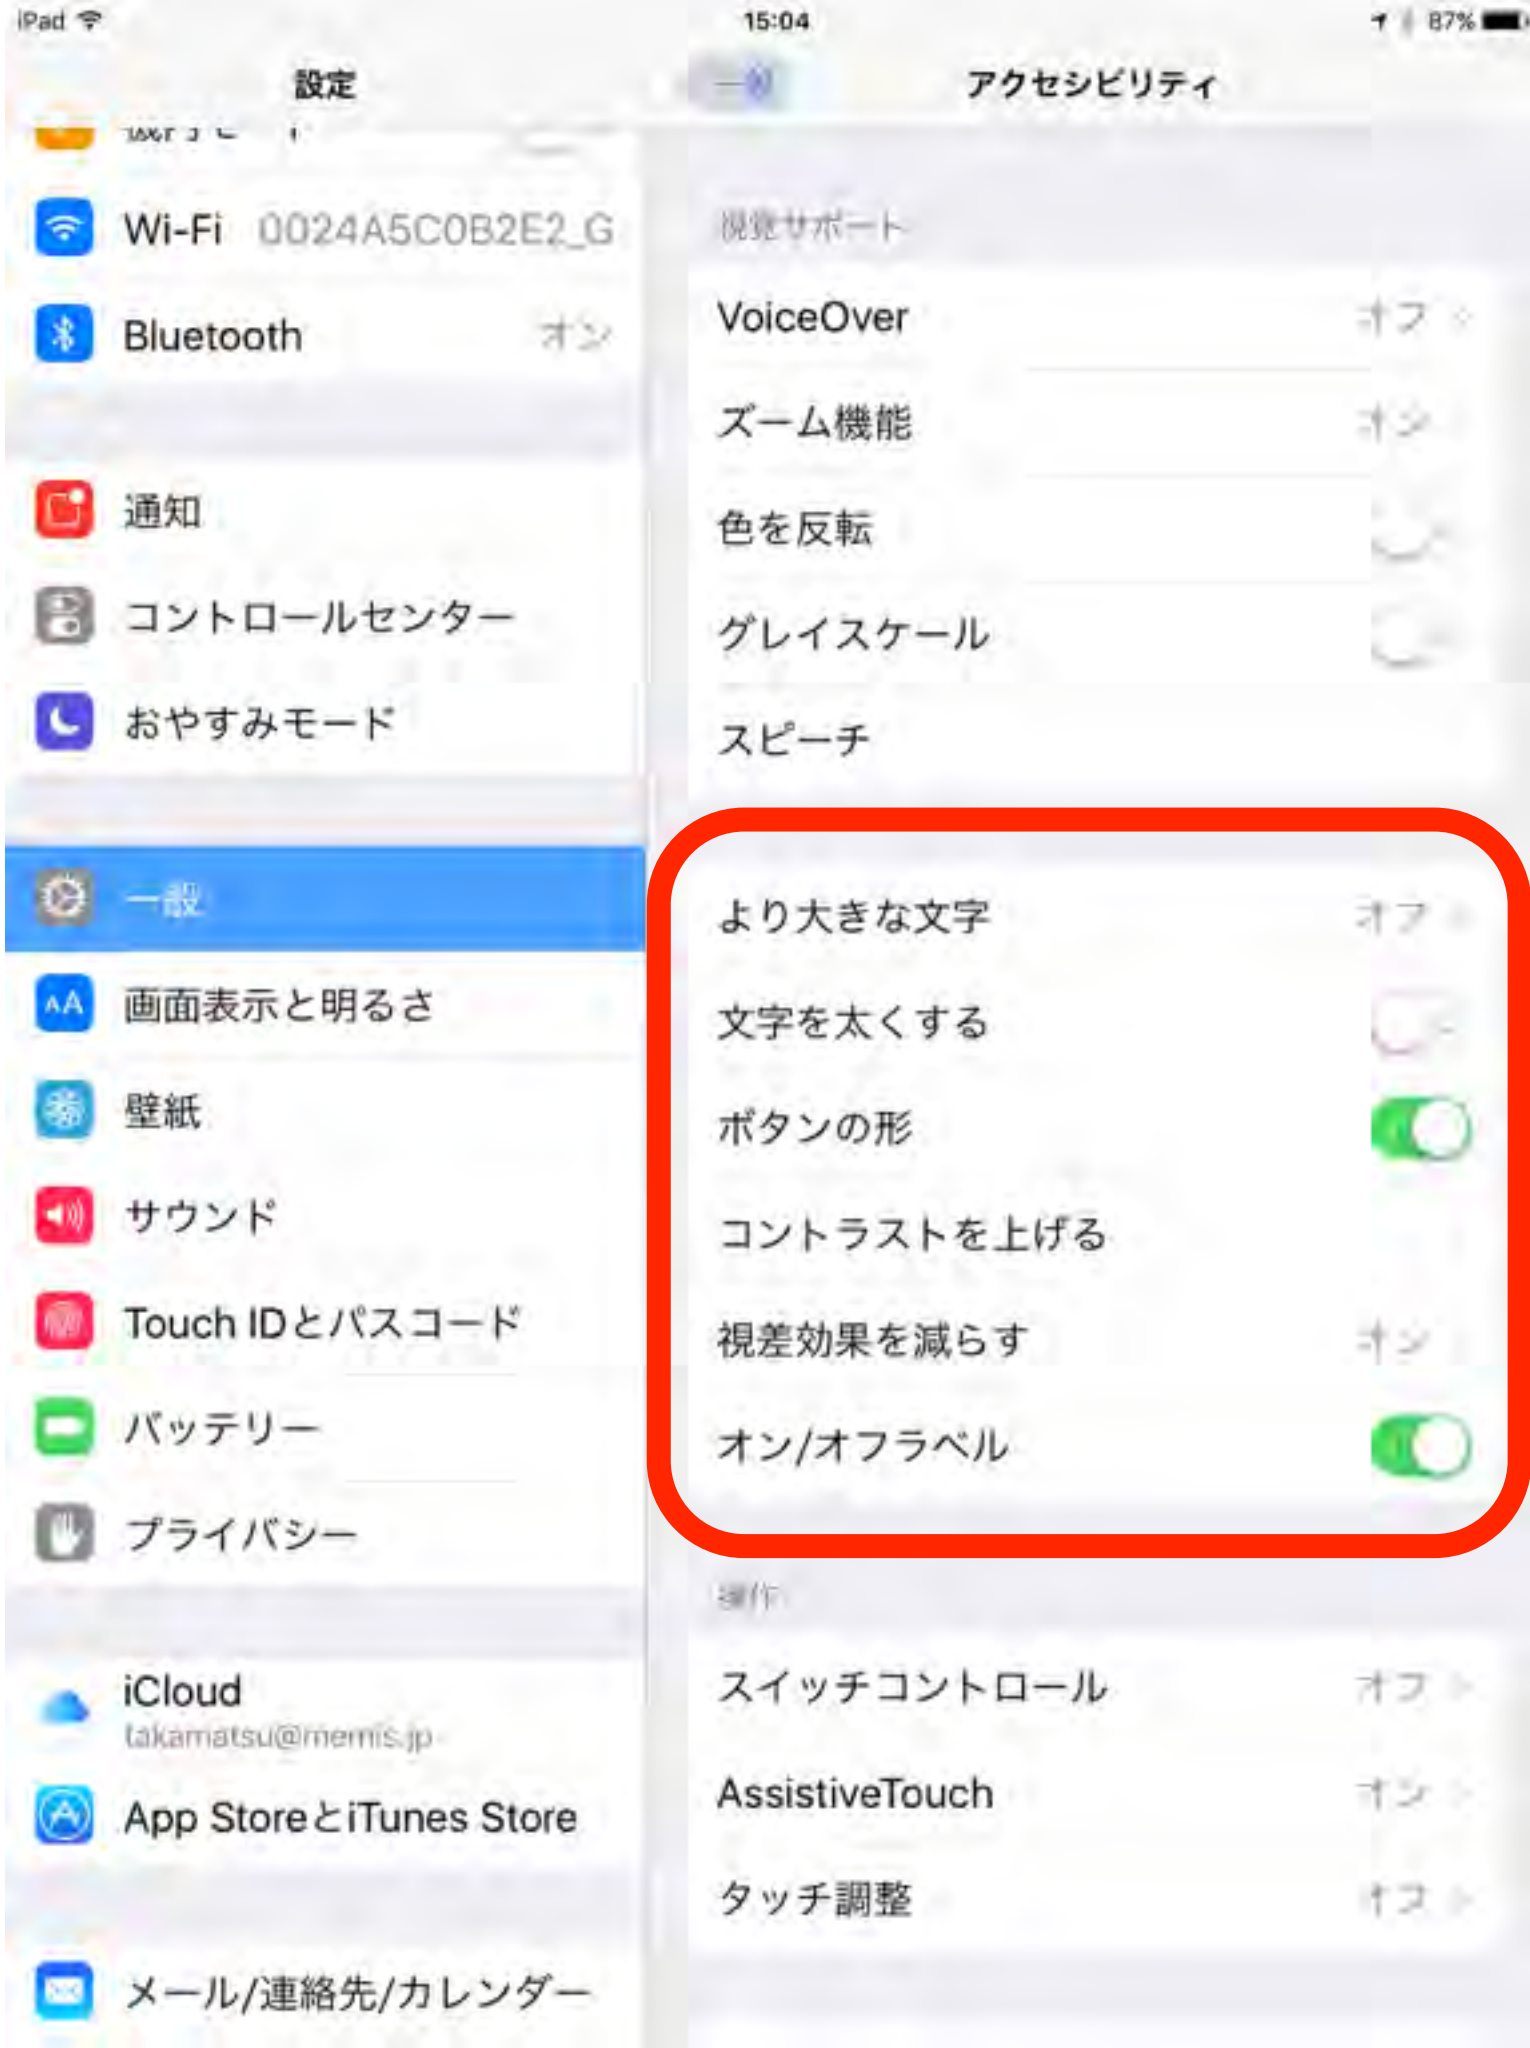 iPad
15:04
87%
設定
Wi-Fi 0024A5C0B2E2_G
Bluetooth オン
通知
コントロールセンター
おやすみモード
一般
画面表示と明るさ
壁紙
サウンド
Touch IDとパスコード
バッテリー
プライバシー
iCloud
takamatsu@memis.jp
App StoreとiTunes Store
メール/連絡先/カレンダー
一般
アクセシビリティ
視覚サポート
VoiceOver オフ
ズーム機能 オン
色を反転
グレイスケール
スピーチ
より大きな文字 オフ
文字を太くする
ボタンの形
コントラストを上げる
視差効果を減らす オン
オン/オフラベル
操作
スイッチコントロール オフ
AssistiveTouch オン
タッチ調整 オフ